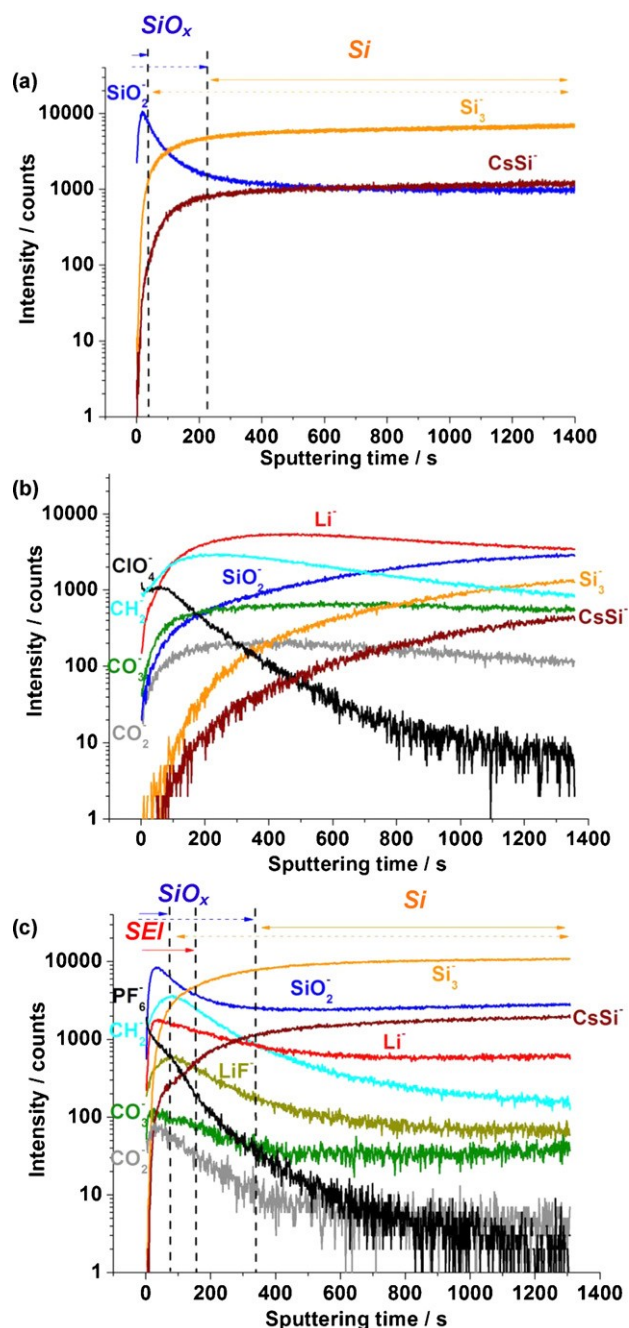 SiOₓ Si
(a)
SiO₂⁻
Si₃⁻
CsSi⁻
Intensity / counts
10000
1000
100
10
1
0 200 400 600 800 1000 1200 1400
Sputtering time / s
(b)
Li⁻
ClO₄⁻
SiO₂⁻
CH₂⁻
Si₃⁻
CsSi⁻
CO₃⁻
CO₂⁻
Intensity / counts
10000
1000
100
10
1
0 200 400 600 800 1000 1200 1400
Sputtering time / s
SiOₓ Si
(c)
SEI
Si₃⁻
PF₆⁻
SiO₂⁻
CsSi⁻
CH₂⁻
Li⁻
LiF⁻
CO₃⁻
CO₂⁻
Intensity / counts
10000
1000
100
10
1
0 200 400 600 800 1000 1200 1400
Sputtering time / s